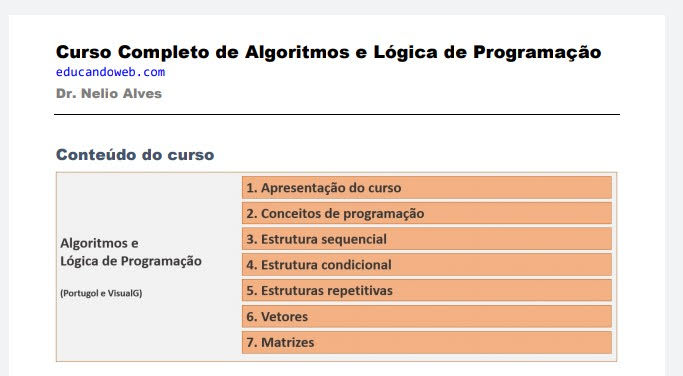 Curso Completo de Algoritmos e Lógica de Programação
educandoweb.com
Dr. Nelio Alves
Conteúdo do curso
Algoritmos e
Lógica de Programação
(Portugol e VisualG)
1. Apresentação do curso
2. Conceitos de programação
3. Estrutura sequencial
4. Estrutura condicional
5. Estruturas repetitivas
6. Vetores
7. Matrizes